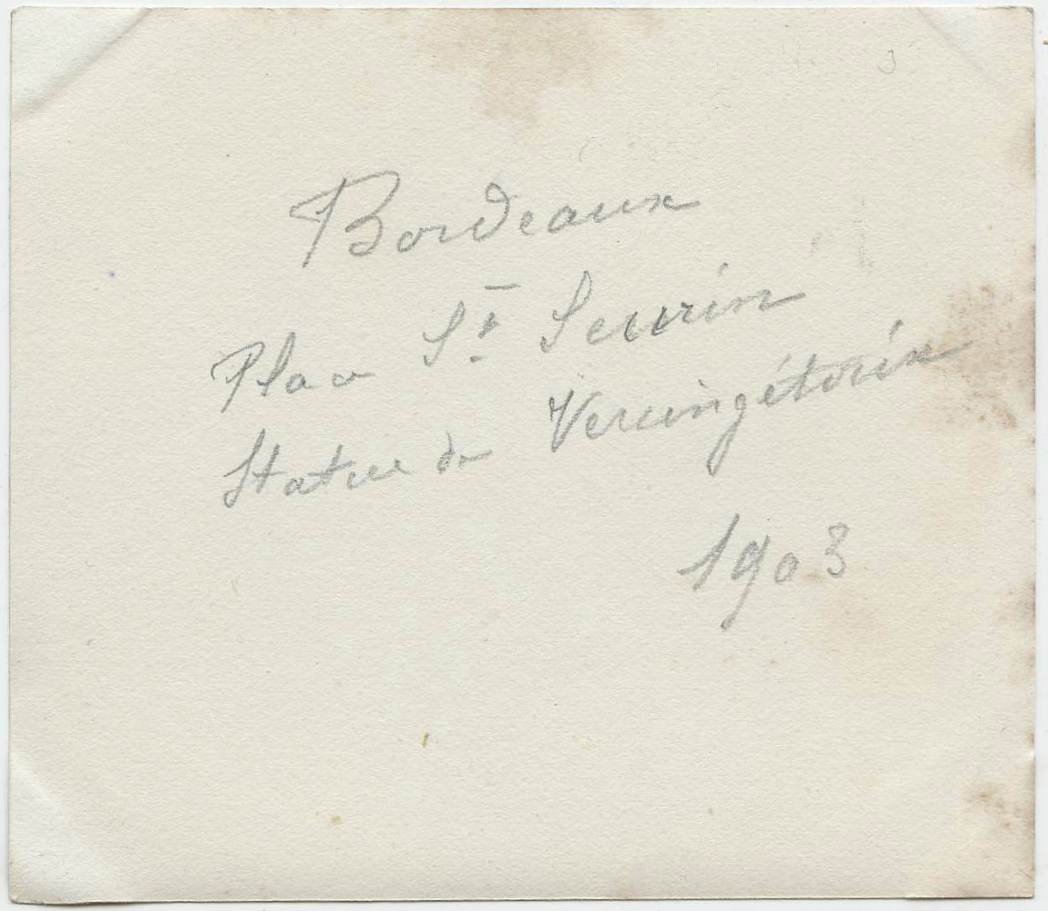 Bordeaux
Place St Seurin
Statue de Vercingétorix
1903